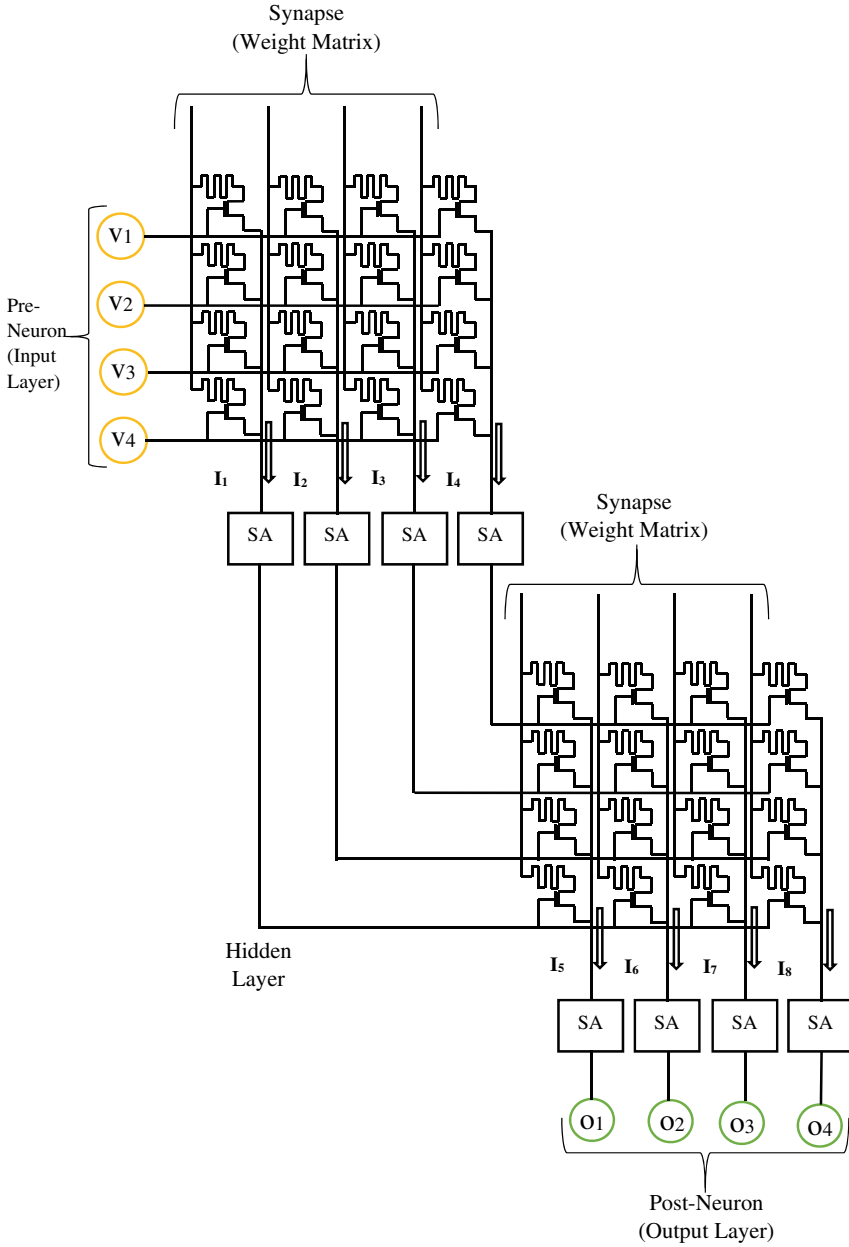 Synapse
(Weight Matrix)
V1
V2
V3
V4
Pre-
Neuron
(Input
Layer)
I1
I2
I3
I4
SA
SA
SA
SA
Synapse
(Weight Matrix)
Hidden
Layer
I5
I6
I7
I8
SA
SA
SA
SA
O1
O2
O3
O4
Post-Neuron
(Output Layer)